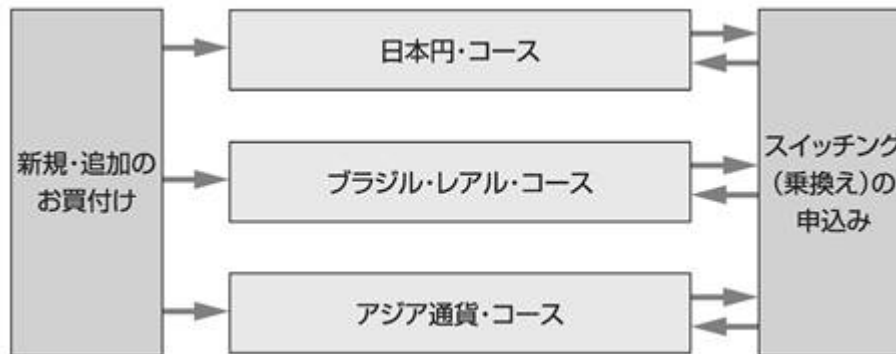 新規・追加の
お買付け
日本円・コース
ブラジル・レアル・コース
アジア通貨・コース
スイッチング
(乗換え)の
申込み